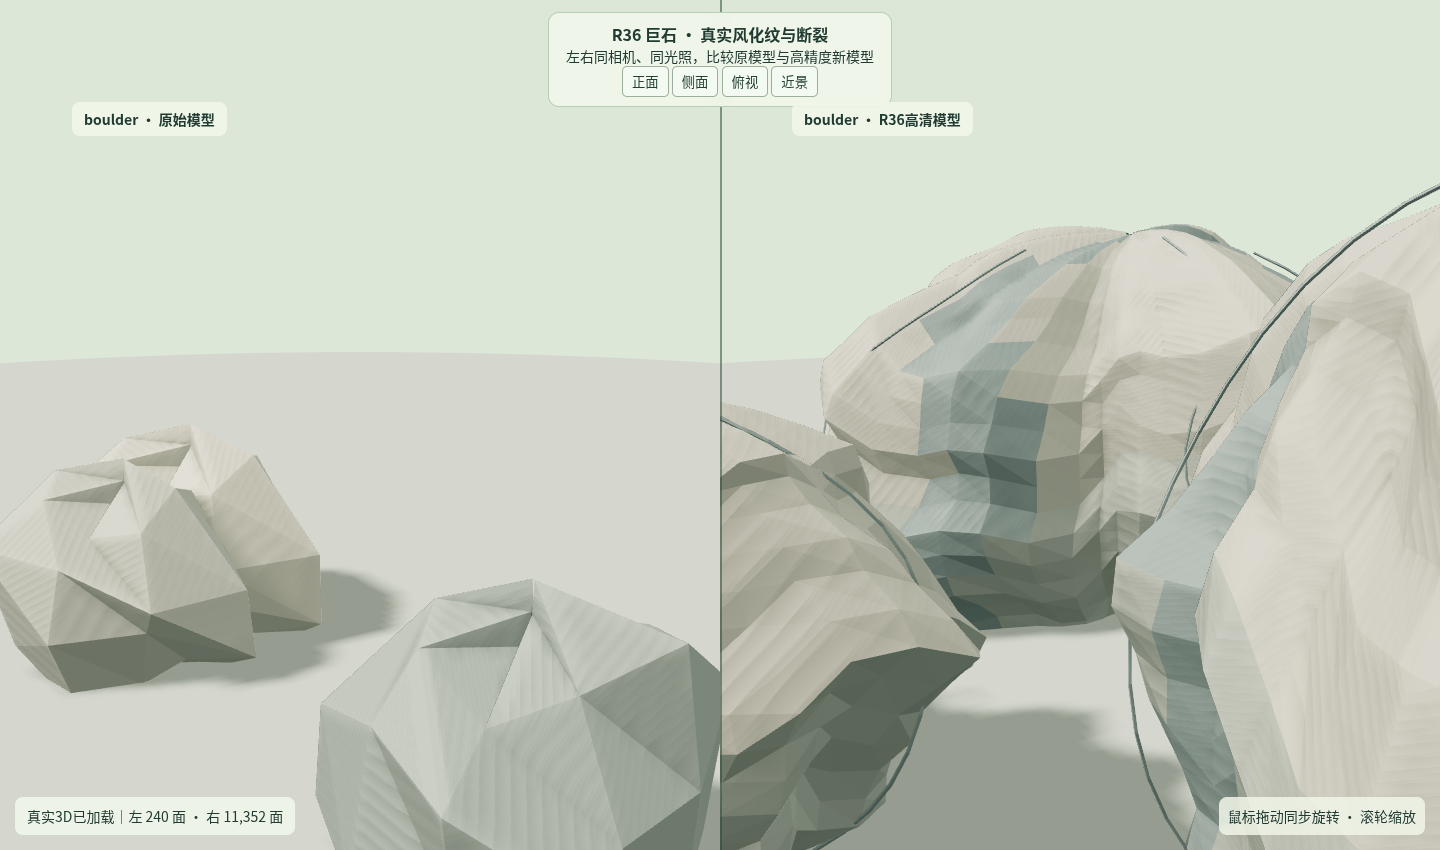 R36 巨石 · 真实风化纹与断裂
左右同相机、同光照，比较原模型与高精度新模型
正面 侧面 俯视 近景
boulder · 原始模型
boulder · R36高清模型
真实3D已加载｜左 240 面 · 右 11,352 面
鼠标拖动同步旋转 · 滚轮缩放